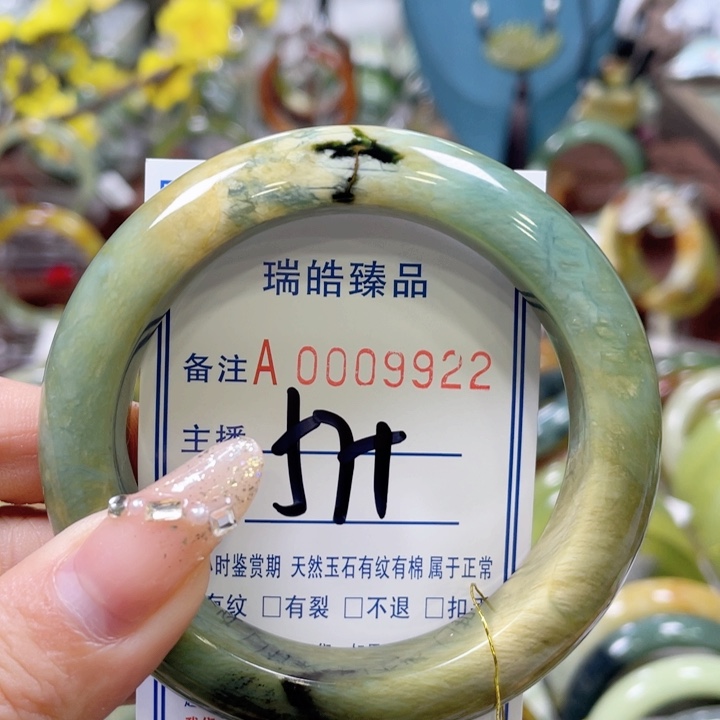 瑞皓臻品
备注 A 0009922
主播
小时鉴赏期 天然玉石有纹有棉 属于正常
有纹 □有裂 □不退 □扣